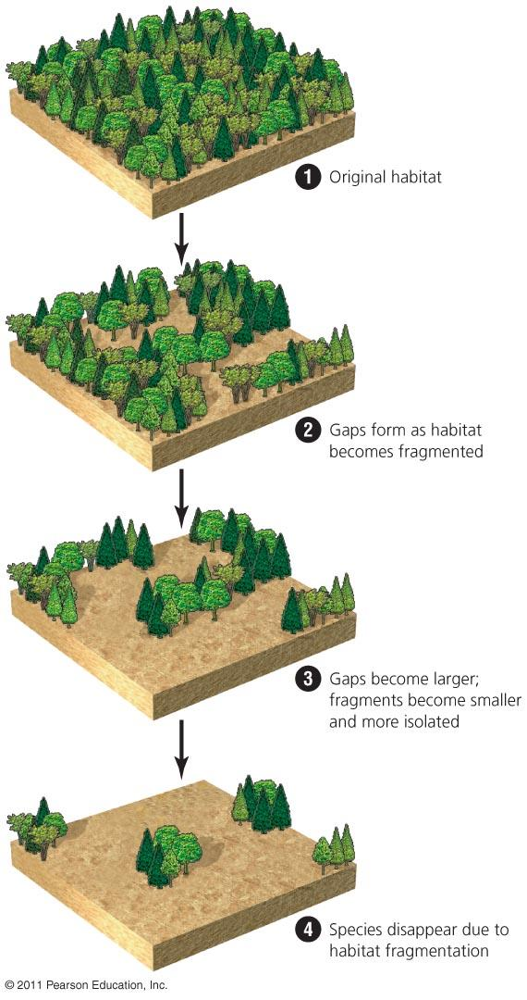 1 Original habitat
2 Gaps form as habitat
becomes fragmented
3 Gaps become larger;
fragments become smaller
and more isolated
4 Species disappear due to
habitat fragmentation
© 2011 Pearson Education, Inc.